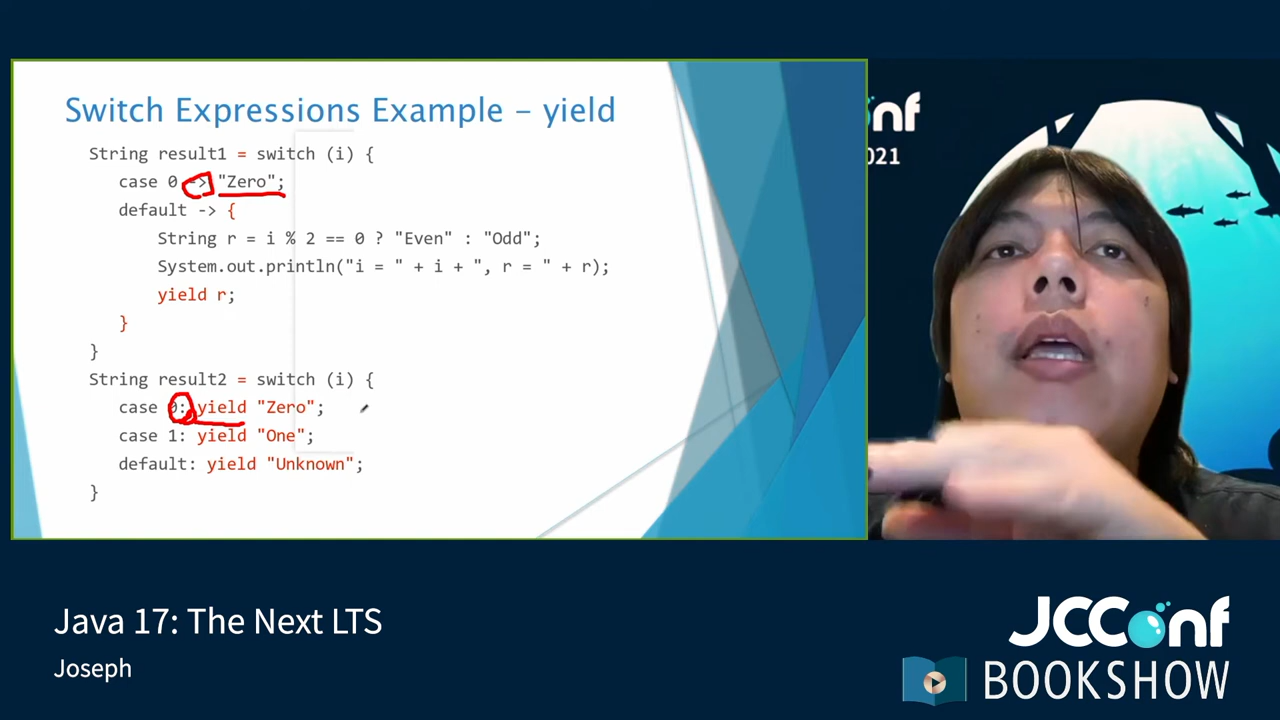 Switch Expressions Example – yield
String result1 = switch (i) {
case 0 -> "Zero";
default -> {
String r = i % 2 == 0 ? "Even" : "Odd";
System.out.println("i = " + i + ", r = " + r);
yield r;
}
}
String result2 = switch (i) {
case 0: yield "Zero";
case 1: yield "One";
default: yield "Unknown";
}
onf
021
Java 17: The Next LTS
Joseph
JCConf
BOOKSHOW